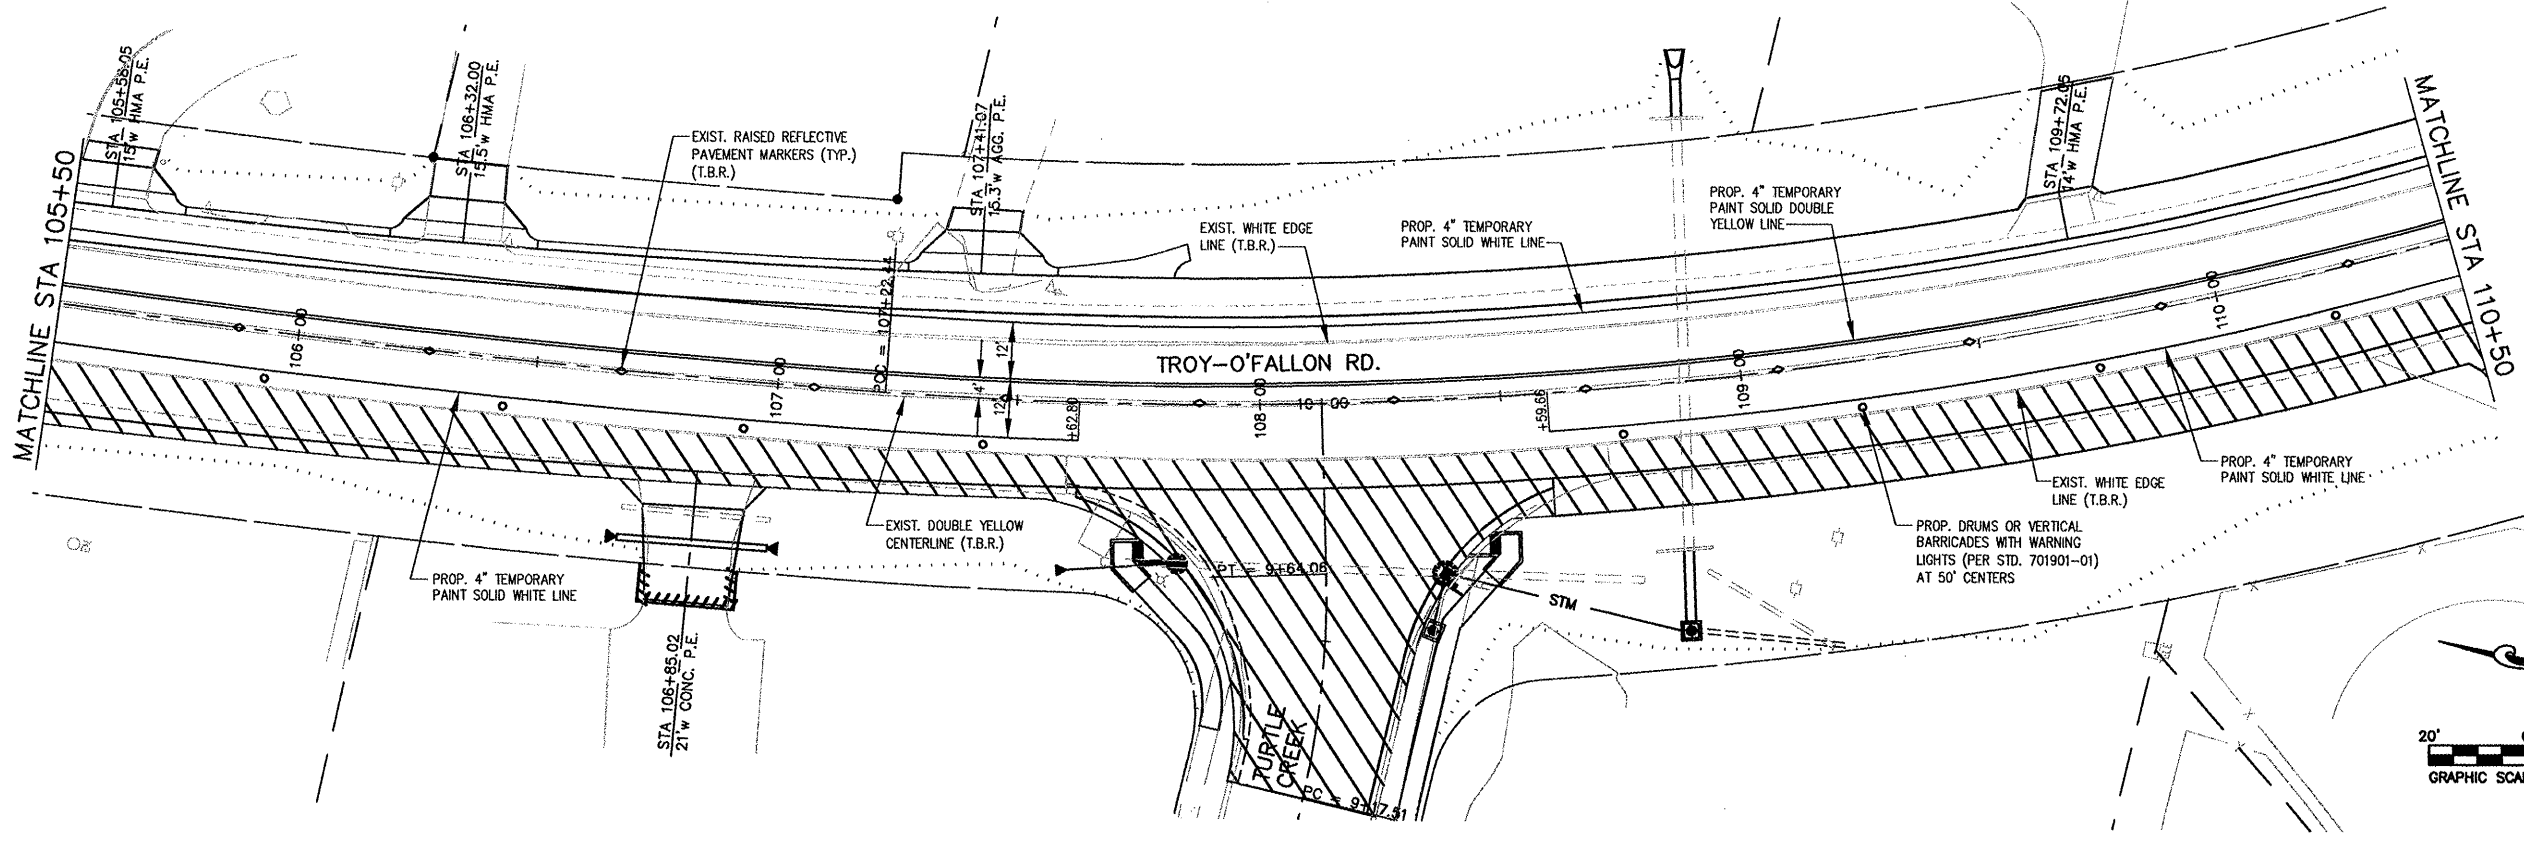 MATCHLINE STA 105+50
STA 105+58.05
15'w HMA P.E.
STA 106+32.00
15.5'w HMA P.E.
EXIST. RAISED REFLECTIVE
PAVEMENT MARKERS (TYP.)
(T.B.R.)
STA 107+41.07
15.3'w AGG. P.E.
EXIST. WHITE EDGE
LINE (T.B.R.)
PROP. 4" TEMPORARY
PAINT SOLID WHITE LINE
PROP. 4" TEMPORARY
PAINT SOLID DOUBLE
YELLOW LINE
STA 109+72.05
14'w HMA P.E.
MATCHLINE STA 110+50
106+00
107+00
POC = 107+22.44
12'
4'
12'
TROY-O'FALLON RD.
+62.80
108+00
10+00
+59.66
109+00
110+00
PROP. 4" TEMPORARY
PAINT SOLID WHITE LINE
EXIST. DOUBLE YELLOW
CENTERLINE (T.B.R.)
STA 106+85.02
21'w CONC. P.E.
PT = 9+64.06
STM
TURTLE
CREEK
PC = 9+17.51
PROP. DRUMS OR VERTICAL
BARRICADES WITH WARNING
LIGHTS (PER STD. 701901-01)
AT 50' CENTERS
EXIST. WHITE EDGE
LINE (T.B.R.)
PROP. 4" TEMPORARY
PAINT SOLID WHITE LINE
20'
GRAPHIC SCA